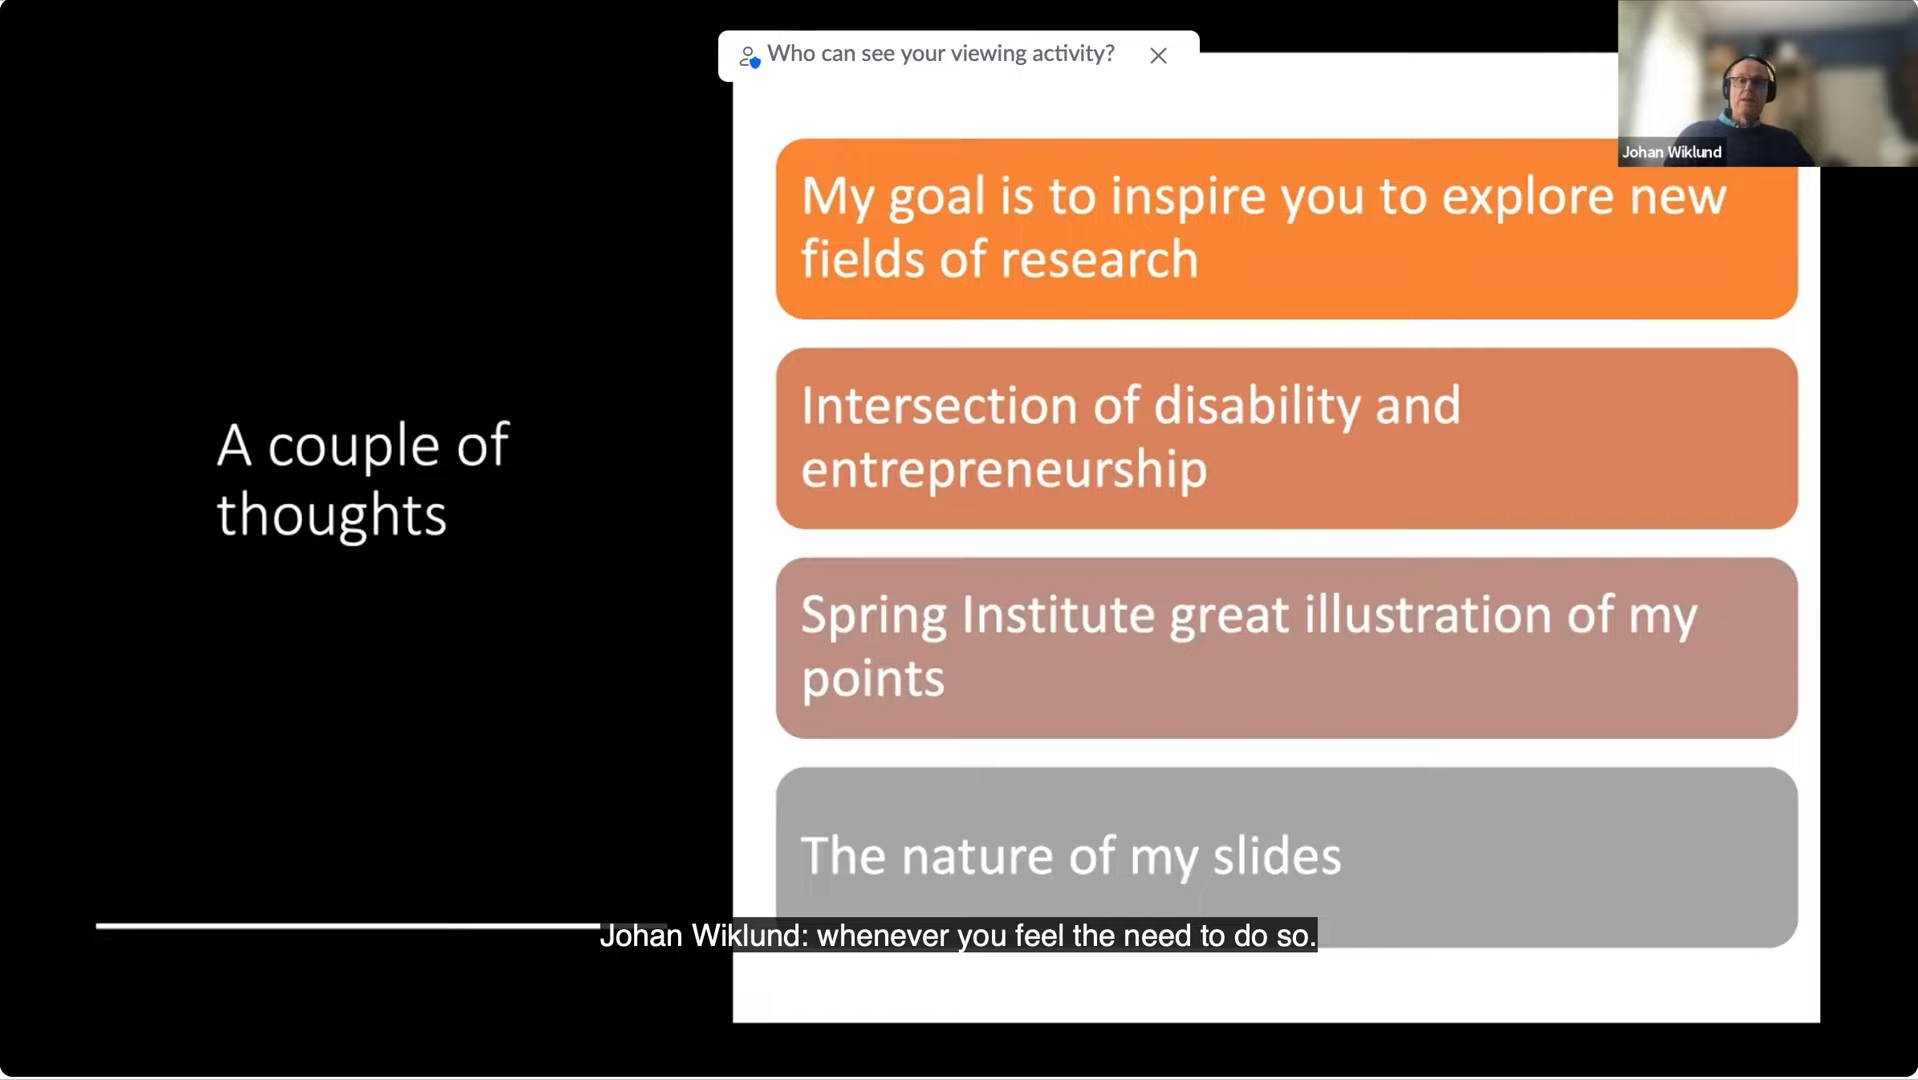 Who can see your viewing activity?
Johan Wiklund
My goal is to inspire you to explore new
fields of research
Intersection of disability and
entrepreneurship
A couple of
thoughts
Spring Institute great illustration of my
points
The nature of my slides
Johan Wiklund: whenever you feel the need to do so.